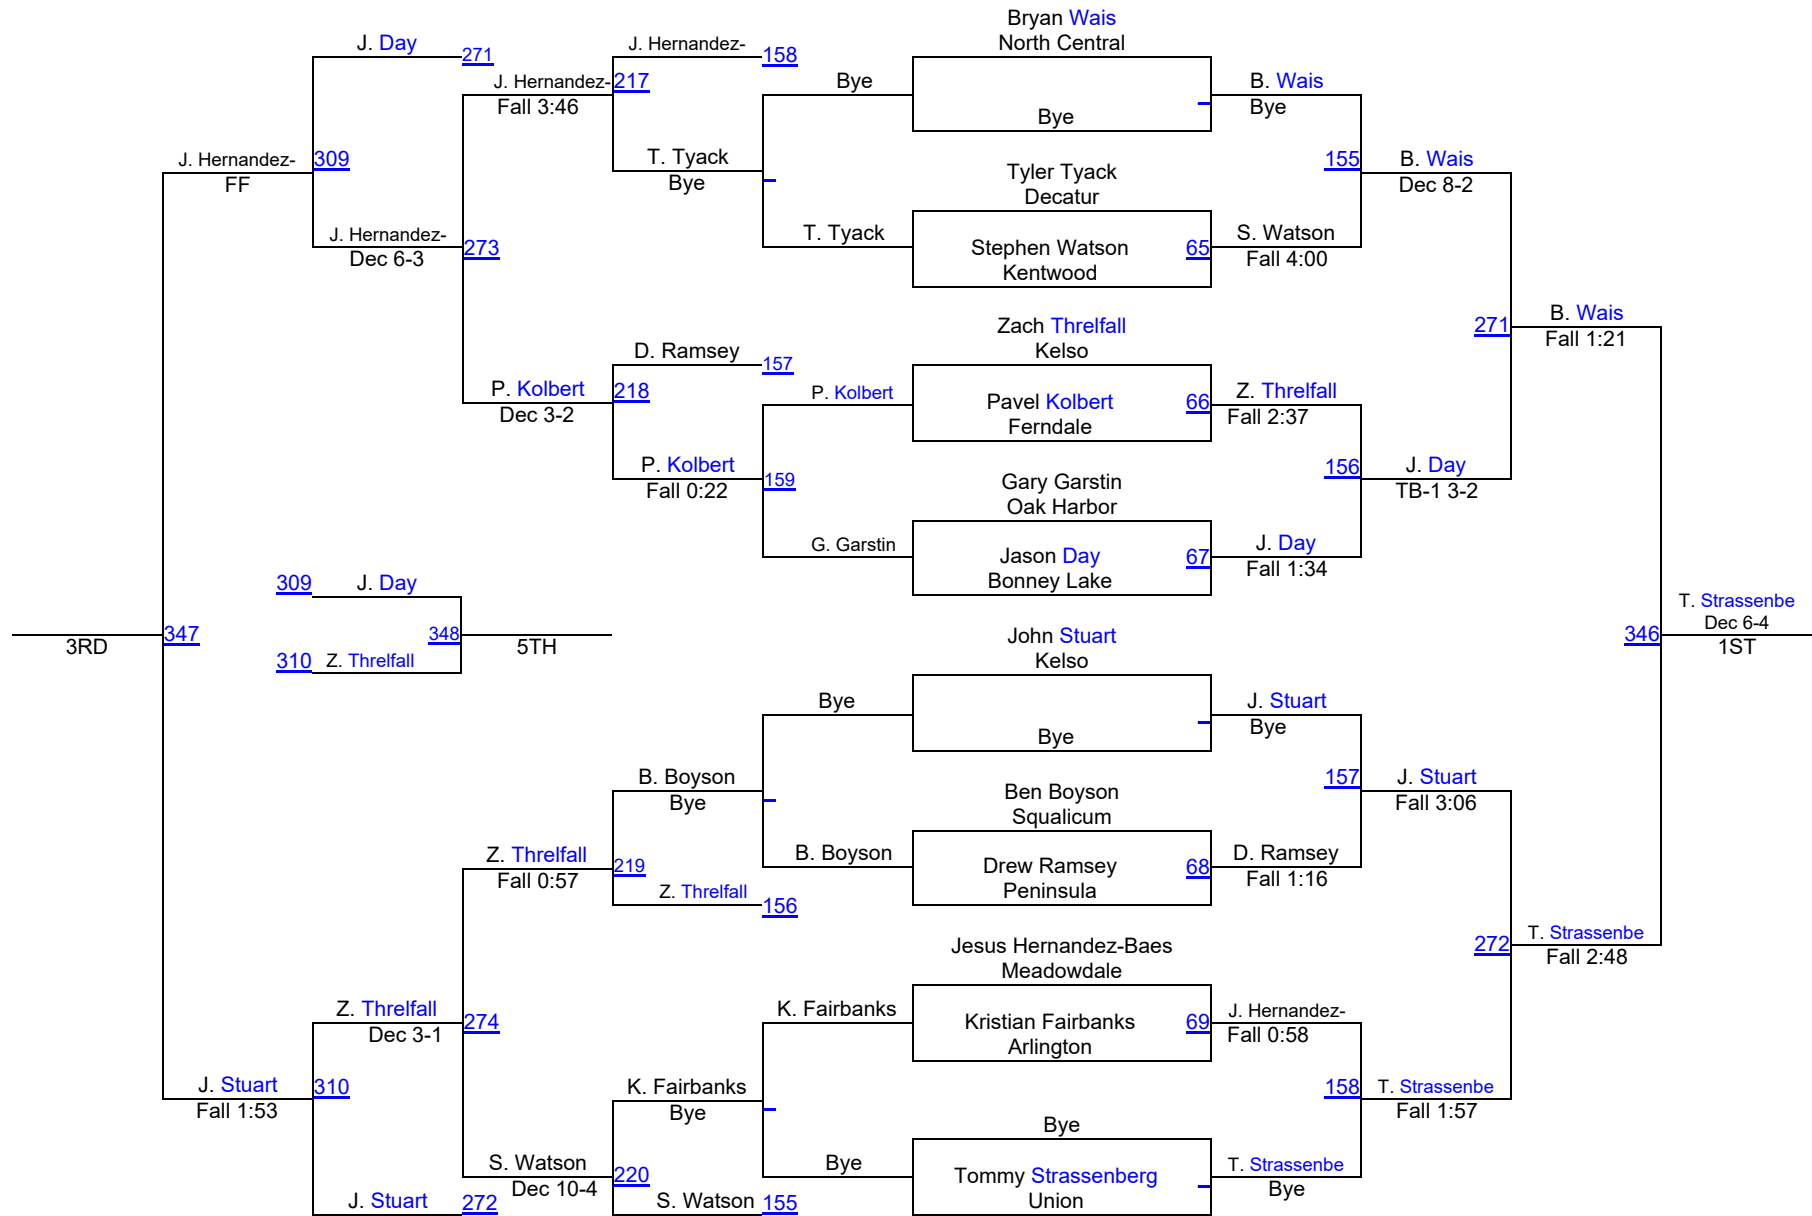 Bryan Wais
North Central
J. Day
271
J. Hernandez-
158
J. Hernandez-
217
Fall 3:46
Bye
B. Wais
Bye
Bye
J. Hernandez-
309
FF
T. Tyack
Bye
Tyler Tyack
Decatur
155
B. Wais
Dec 8-2
J. Hernandez-
Dec 6-3
273
T. Tyack
Stephen Watson
Kentwood
65
S. Watson
Fall 4:00
Zach Threlfall
Kelso
271
B. Wais
Fall 1:21
D. Ramsey
157
P. Kolbert
Dec 3-2
218
P. Kolbert
Pavel Kolbert
Ferndale
66
Z. Threlfall
Fall 2:37
P. Kolbert
Fall 0:22
159
Gary Garstin
Oak Harbor
156
J. Day
TB-1 3-2
G. Garstin
Jason Day
Bonney Lake
67
J. Day
Fall 1:34
309
J. Day
3RD
347
348
5TH
310
Z. Threlfall
John Stuart
Kelso
346
T. Strassenbe
Dec 6-4
1ST
Bye
J. Stuart
Bye
Bye
B. Boyson
Bye
Ben Boyson
Squalicum
157
J. Stuart
Fall 3:06
Z. Threlfall
Fall 0:57
219
B. Boyson
Drew Ramsey
Peninsula
68
D. Ramsey
Fall 1:16
Z. Threlfall
156
Jesus Hernandez-Baes
Meadowdale
272
T. Strassenbe
Fall 2:48
Z. Threlfall
Dec 3-1
274
K. Fairbanks
Kristian Fairbanks
Arlington
69
J. Hernandez-
Fall 0:58
J. Stuart
Fall 1:53
310
K. Fairbanks
Bye
158
T. Strassenbe
Fall 1:57
Bye
S. Watson
Dec 10-4
220
Bye
Tommy Strassenberg
Union
T. Strassenbe
Bye
J. Stuart
272
S. Watson
155